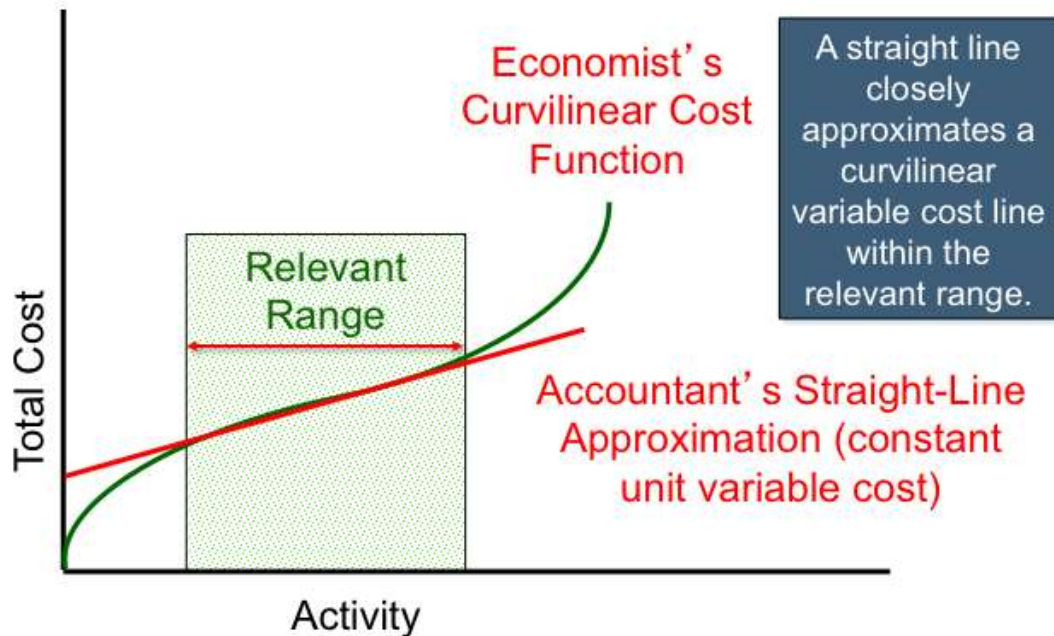 Economist’s
Curvilinear Cost
Function
A straight line
closely
approximates a
curvilinear
variable cost line
within the
relevant range.
Relevant
Range
Total Cost
Accountant’s Straight-Line
Approximation (constant
unit variable cost)
Activity